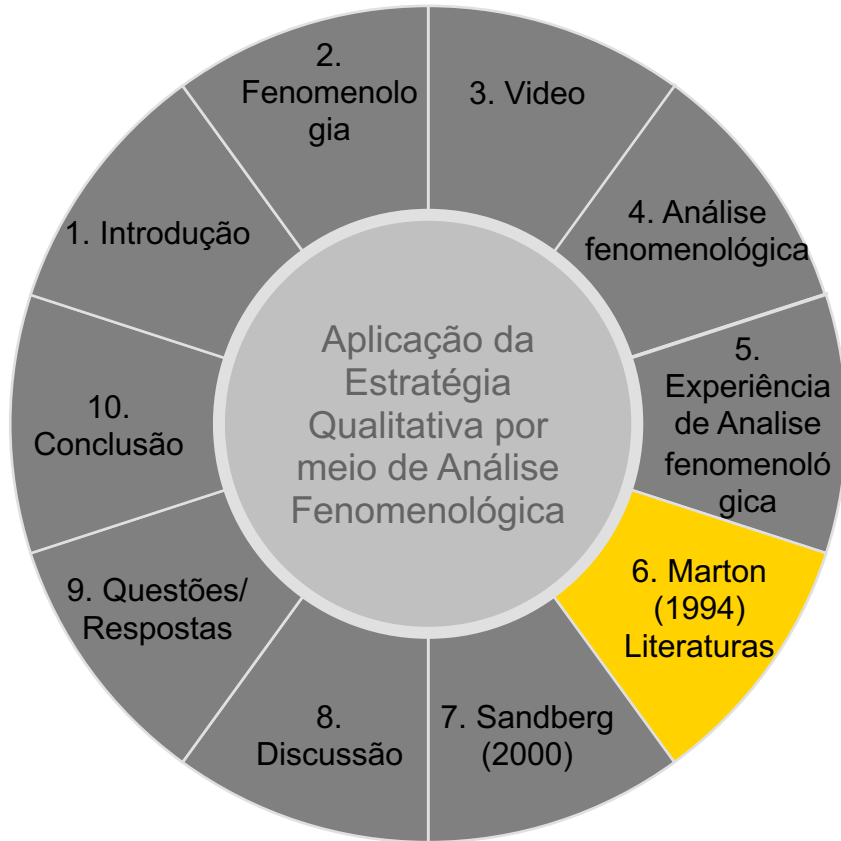 2.
Fenomenolo
gia
3. Video
4. Análise
fenomenológica
5.
Experiência
de Analise
fenomenoló
gica
6. Marton
(1994)
Literaturas
7. Sandberg
(2000)
8.
Discussão
9. Questões/
Respostas
10.
Conclusão
1. Introdução
Aplicação da
Estratégia
Qualitativa por
meio de Análise
Fenomenológica